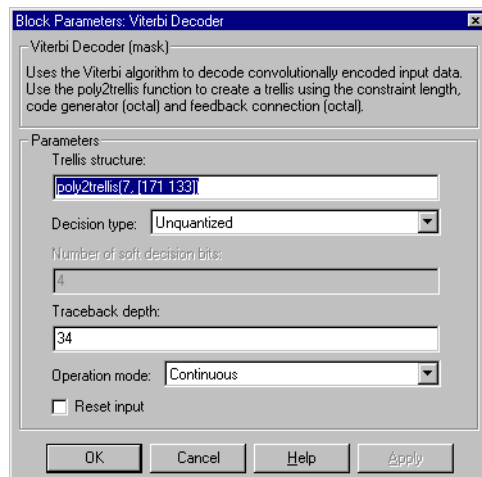 Block Parameters: Viterbi Decoder
Viterbi Decoder (mask)
Uses the Viterbi algorithm to decode convolutionally encoded input data.
Use the poly2trellis function to create a trellis using the constraint length,
code generator (octal) and feedback connection (octal).
Parameters
Trellis structure:
poly2trellis(7, [171 133])
Decision type: Unquantized
Number of soft decision bits:
4
Traceback depth:
34
Operation mode: Continuous
Reset input
OK Cancel Help Apply